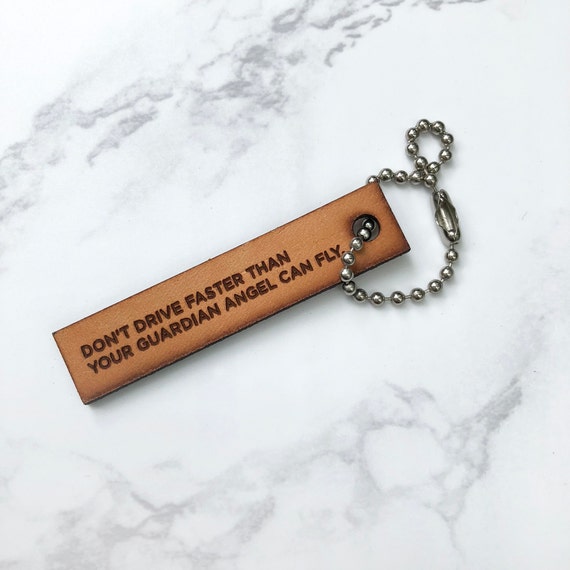 DON'T DRIVE FASTER THAN
YOUR GUARDIAN ANGEL CAN FLY.